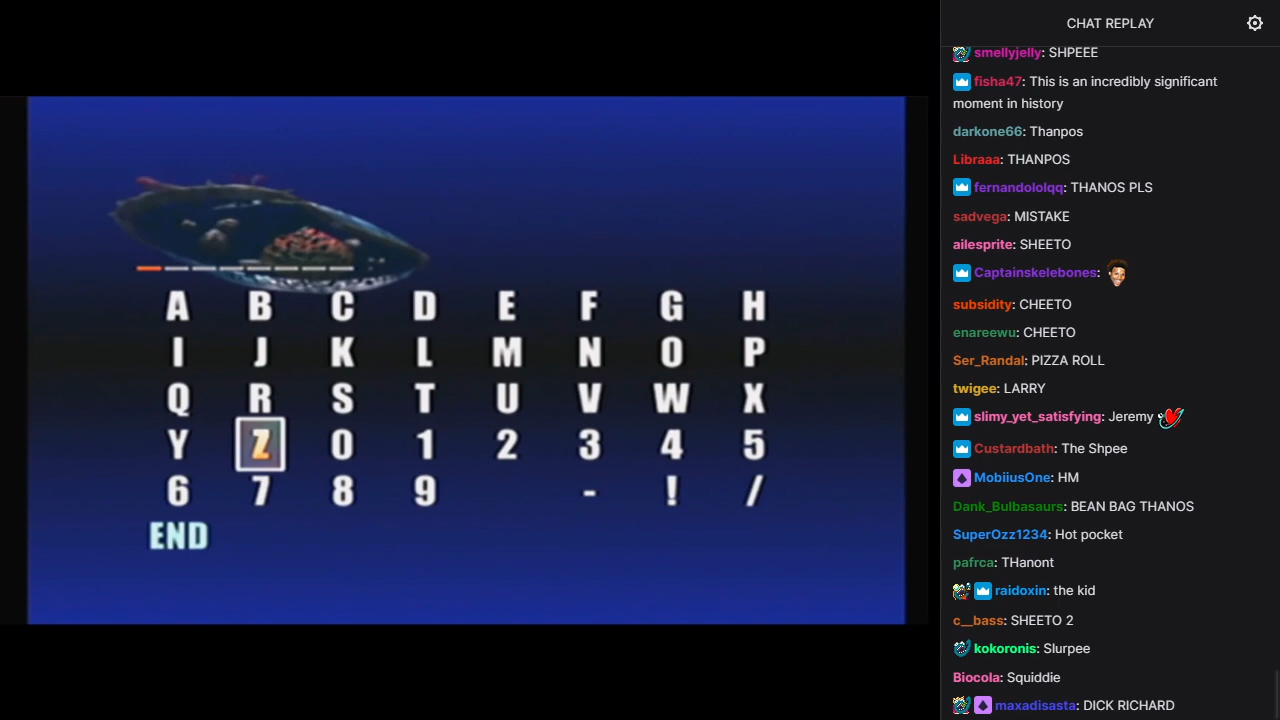 A B C D E F G H
I J K L M N O P
Q R S T U V W X
Y Z 0 1 2 3 4 5
6 7 8 9 - ! /
END
CHAT REPLAY
smellyjelly: SHPEEE
fisha47: This is an incredibly significant
moment in history
darkone66: Thanpos
Libraaa: THANPOS
fernandololqq: THANOS PLS
sadvega: MISTAKE
ailesprite: SHEETO
Captainskelebones:
subsidity: CHEETO
enareewu: CHEETO
Ser_Randal: PIZZA ROLL
twigee: LARRY
slimy_yet_satisfying: Jeremy
Custardbath: The Shpee
MobiiusOne: HM
Dank_Bulbasaurs: BEAN BAG THANOS
SuperOzz1234: Hot pocket
pafrca: THanont
raidoxin: the kid
c__bass: SHEETO 2
kokoronis: Slurpee
Biocola: Squiddie
maxadisasta: DICK RICHARD